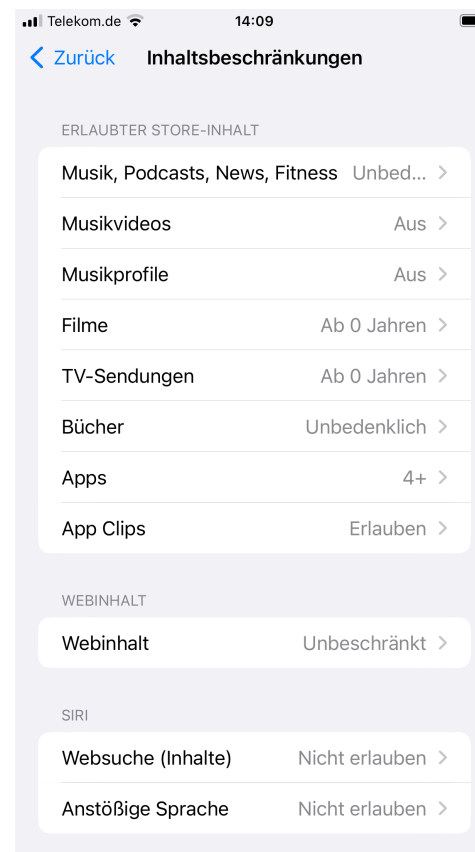 Telekom.de 14:09
Zurück Inhaltsbeschränkungen
ERLAUBTER STORE-INHALT
Musik, Podcasts, News, Fitness Unbed...
Musikvideos Aus
Musikprofile Aus
Filme Ab 0 Jahren
TV-Sendungen Ab 0 Jahren
Bücher Unbedenklich
Apps 4+
App Clips Erlauben
WEBINHALT
Webinhalt Unbeschränkt
SIRI
Websuche (Inhalte) Nicht erlauben
Anstößige Sprache Nicht erlauben